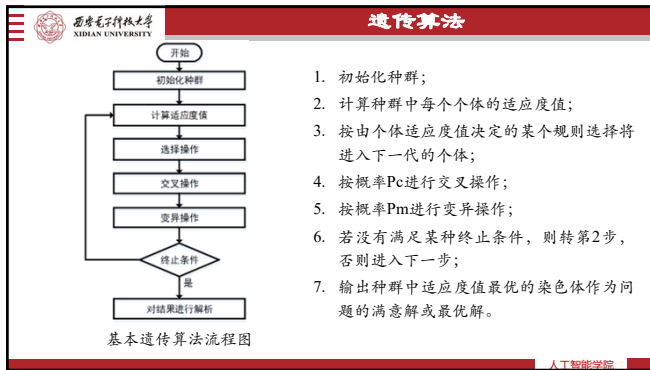 西安电子科技大学
XIDIAN UNIVERSITY
遗传算法
开始
初始化种群
计算适应度值
选择操作
交叉操作
变异操作
终止条件
是
对结果进行解析
基本遗传算法流程图
1. 初始化种群；
2. 计算种群中每个个体的适应度值；
3. 按由个体适应度值决定的某个规则选择将
进入下一代的个体；
4. 按概率Pc进行交叉操作；
5. 按概率Pm进行变异操作；
6. 若没有满足某种终止条件，则转第2步，
否则进入下一步；
7. 输出种群中适应度值最优的染色体作为问
题的满意解或最优解。
人工智能学院